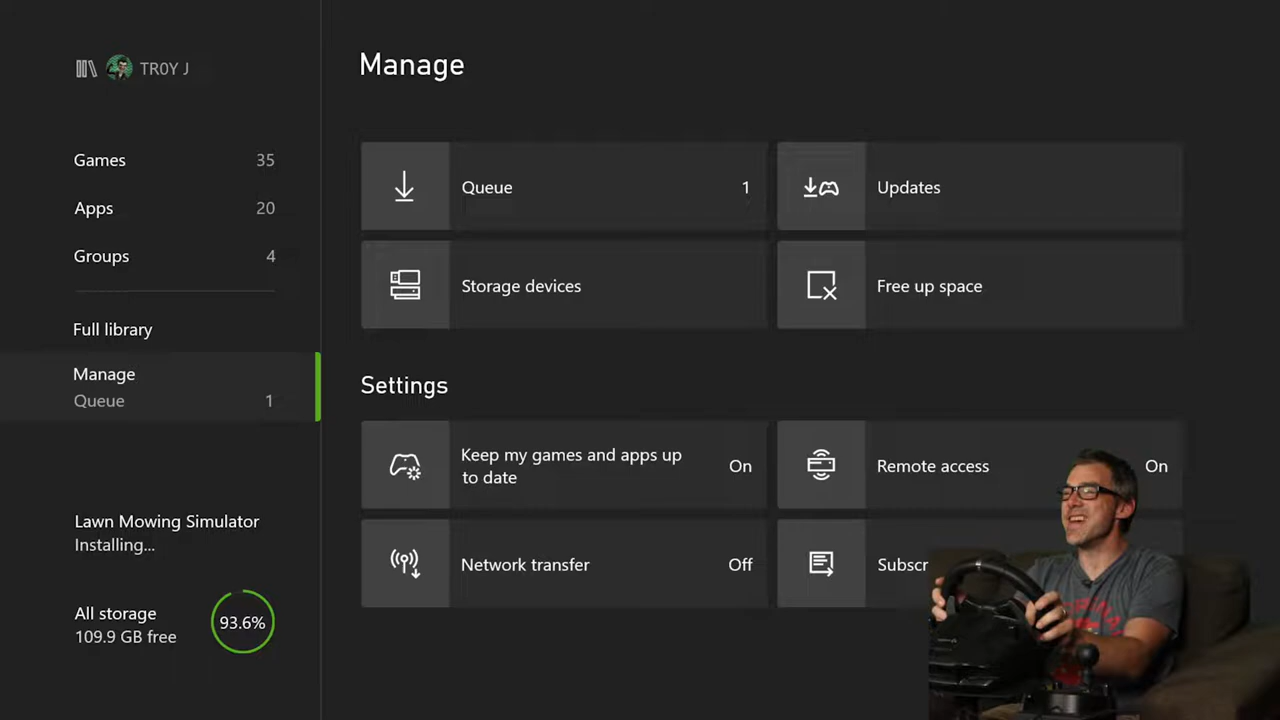 TROY J
Games 35
Apps 20
Groups 4
Full library
Manage
Queue 1
Lawn Mowing Simulator
Installing...
All storage
109.9 GB free
93.6%
Manage
Queue 1
Updates
Storage devices
Free up space
Settings
Keep my games and apps up
to date
On
Remote access On
Network transfer Off
Subscr